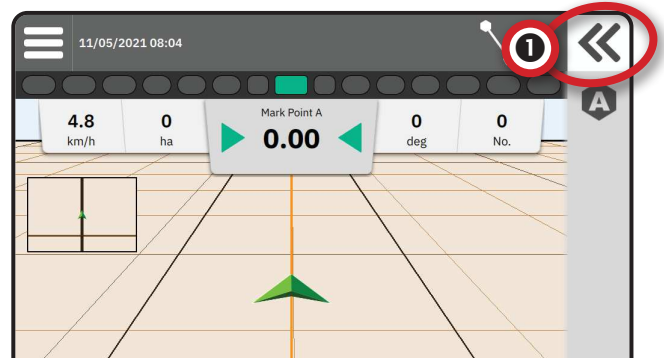 11/05/2021 08:04
1
A
Mark Point A
4.8
0
0.00
0
0
km/h
ha
deg
No.